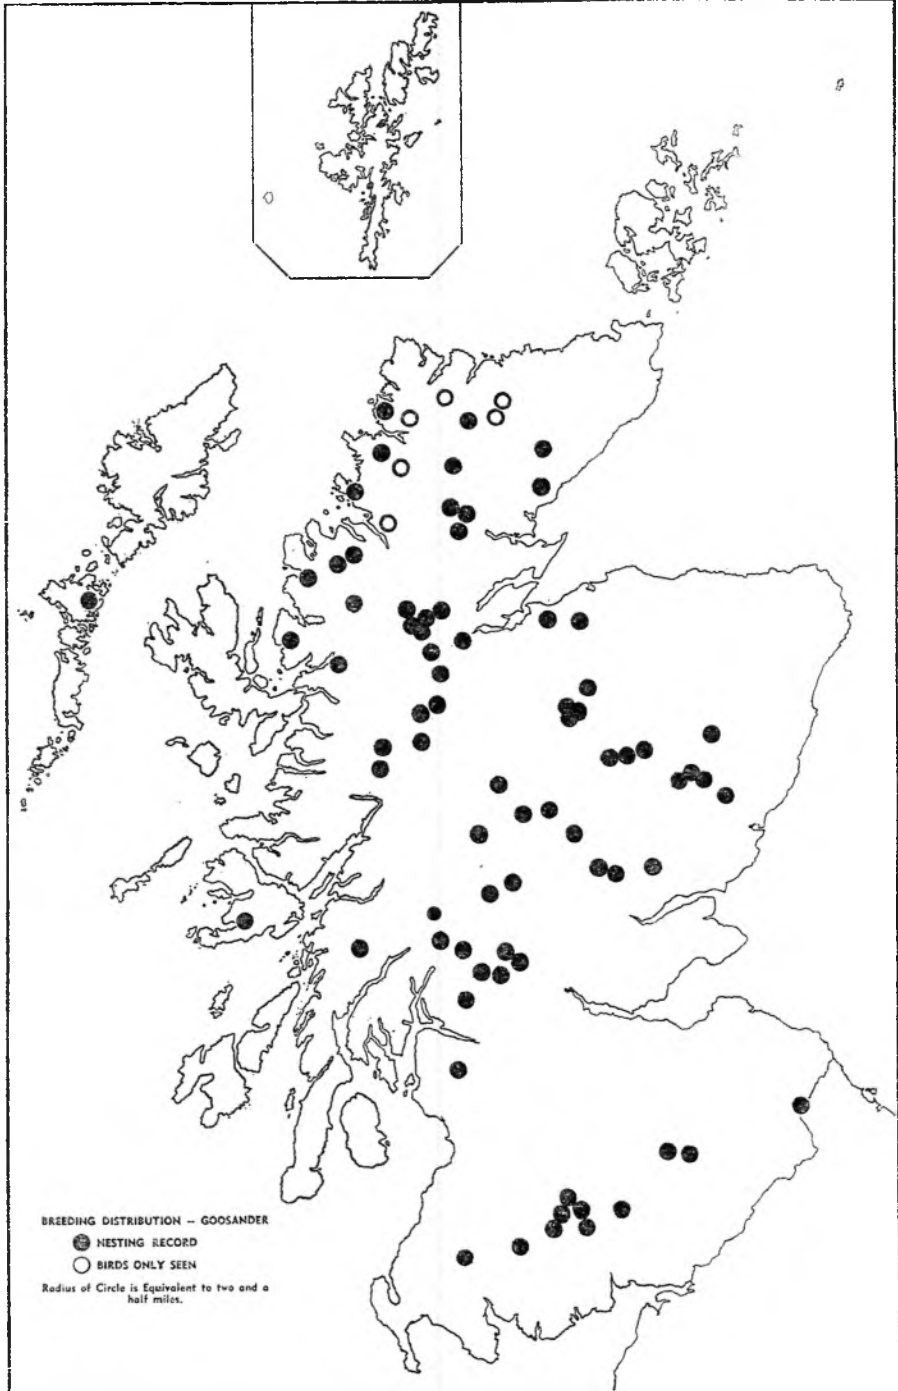 BREEDING DISTRIBUTION – GOOSANDER
NESTING RECORD
BIRDS ONLY SEEN
Radius of Circle is Equivalent to two and a
half miles.